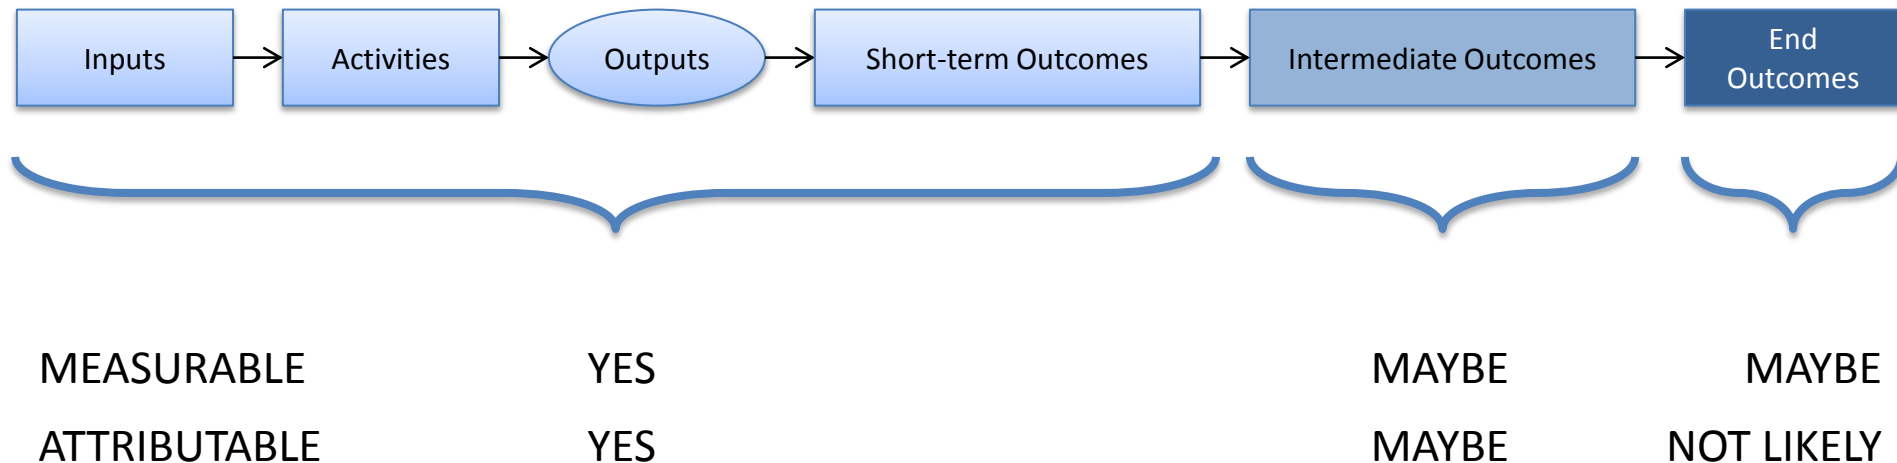 Inputs
Activities
Outputs
Short-term Outcomes
Intermediate Outcomes
End
Outcomes
MEASURABLE YES MAYBE MAYBE
ATTRIBUTABLE YES MAYBE NOT LIKELY